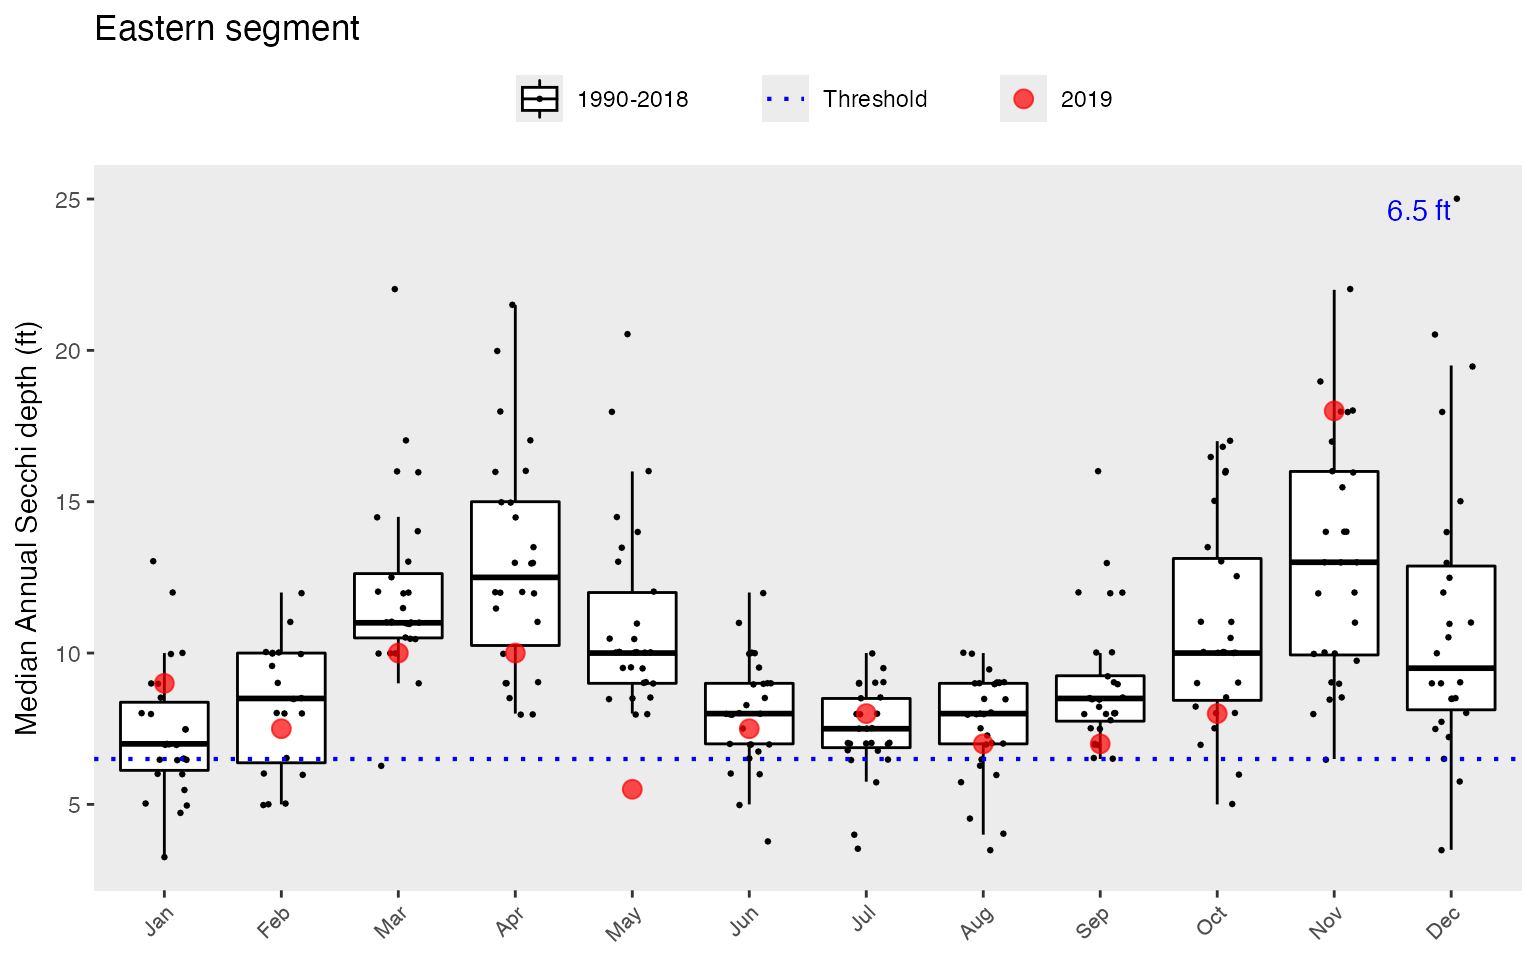 Eastern segment
1990-2018
Threshold
2019
Median Annual Secchi depth (ft)
25
20
15
10
5
6.5 ft
Jan
Feb
Mar
Apr
May
Jun
Jul
Aug
Sep
Oct
Nov
Dec